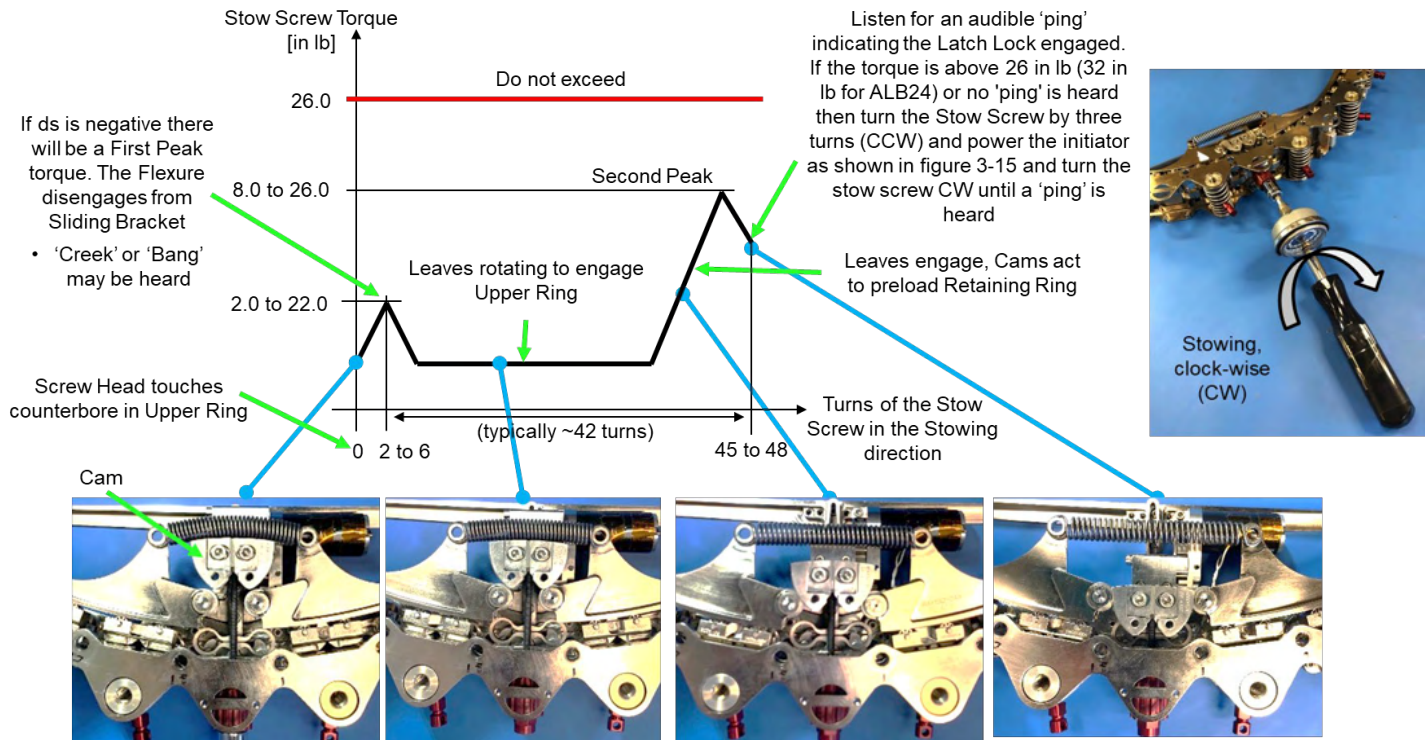 Stow Screw Torque
[in lb]
26.0
Do not exceed
Listen for an audible ‘ping’
indicating the Latch Lock engaged.
If the torque is above 26 in lb (32 in
lb for ALB24) or no 'ping' is heard
then turn the Stow Screw by three
turns (CCW) and power the initiator
as shown in figure 3-15 and turn the
stow screw CW until a ‘ping’ is
heard
If ds is negative there
will be a First Peak
torque. The Flexure
disengages from
Sliding Bracket
• ‘Creek’ or ‘Bang’
may be heard
8.0 to 26.0
Second Peak
Leaves rotating to engage
Upper Ring
Leaves engage, Cams act
to preload Retaining Ring
2.0 to 22.0
Stowing,
clock-wise
(CW)
Screw Head touches
counterbore in Upper Ring
(typically ~42 turns)
Turns of the Stow
Screw in the Stowing
direction
0
2 to 6
45 to 48
Cam